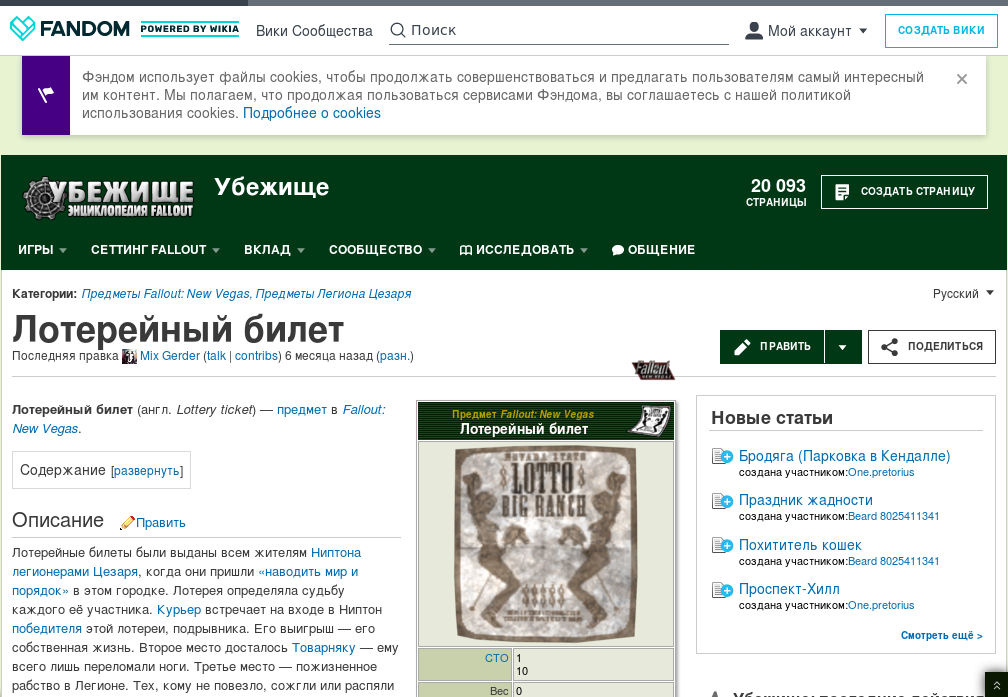 FANDOM POWERED BY WIKIA Вики Сообщества Поиск Мой аккаунт СОЗДАТЬ ВИКИ
Фэндом использует файлы cookies, чтобы продолжать совершенствоваться и предлагать пользователям самый интересный
им контент. Мы полагаем, что продолжая пользоваться сервисами Фэндома, вы соглашаетесь с нашей политикой
использования cookies. Подробнее о cookies
УБЕЖИЩЕ
ЭНЦИКЛОПЕДИЯ FALLOUT
Убежище
20 093
СТРАНИЦЫ
СОЗДАТЬ СТРАНИЦУ
ИГРЫ СЕТТИНГ FALLOUT ВКЛАД СООБЩЕСТВО ИССЛЕДОВАТЬ ОБЩЕНИЕ
Категории: Предметы Fallout: New Vegas, Предметы Легиона Цезаря
Русский
Лотерейный билет
Последняя правка Mix Gerder (talk | contribs) 6 месяца назад (разн.)
ПРАВИТЬ
ПОДЕЛИТЬСЯ
Fallout
NEW VEGAS
Лотерейный билет (англ. Lottery ticket) — предмет в Fallout:
New Vegas.
Содержание [развернуть]
Описание Править
Лотерейные билеты были выданы всем жителям Ниптона
легионерами Цезаря, когда они пришли «наводить мир и
порядок» в этом городке. Лотерея определяла судьбу
каждого её участника. Курьер встречает на входе в Ниптон
победителя этой лотереи, подрывника. Его выигрыш — его
собственная жизнь. Второе место досталось Товарняку — ему
всего лишь переломали ноги. Третье место — пожизненное
рабство в Легионе. Тех, кому не повезло, сожгли или распяли
Предмет Fallout: New Vegas
Лотерейный билет
NEVADA STATE
LOTTO
BIG RANCH
СТО 1
10
Вес 0
Новые статьи
Бродяга (Парковка в Кендалле)
создана участником:One.pretorius
Праздник жадности
создана участником:Beard 8025411341
Похититель кошек
создана участником:Beard 8025411341
Проспект-Хилл
создана участником:One.pretorius
Смотреть ещё >
Убежище: последние действия